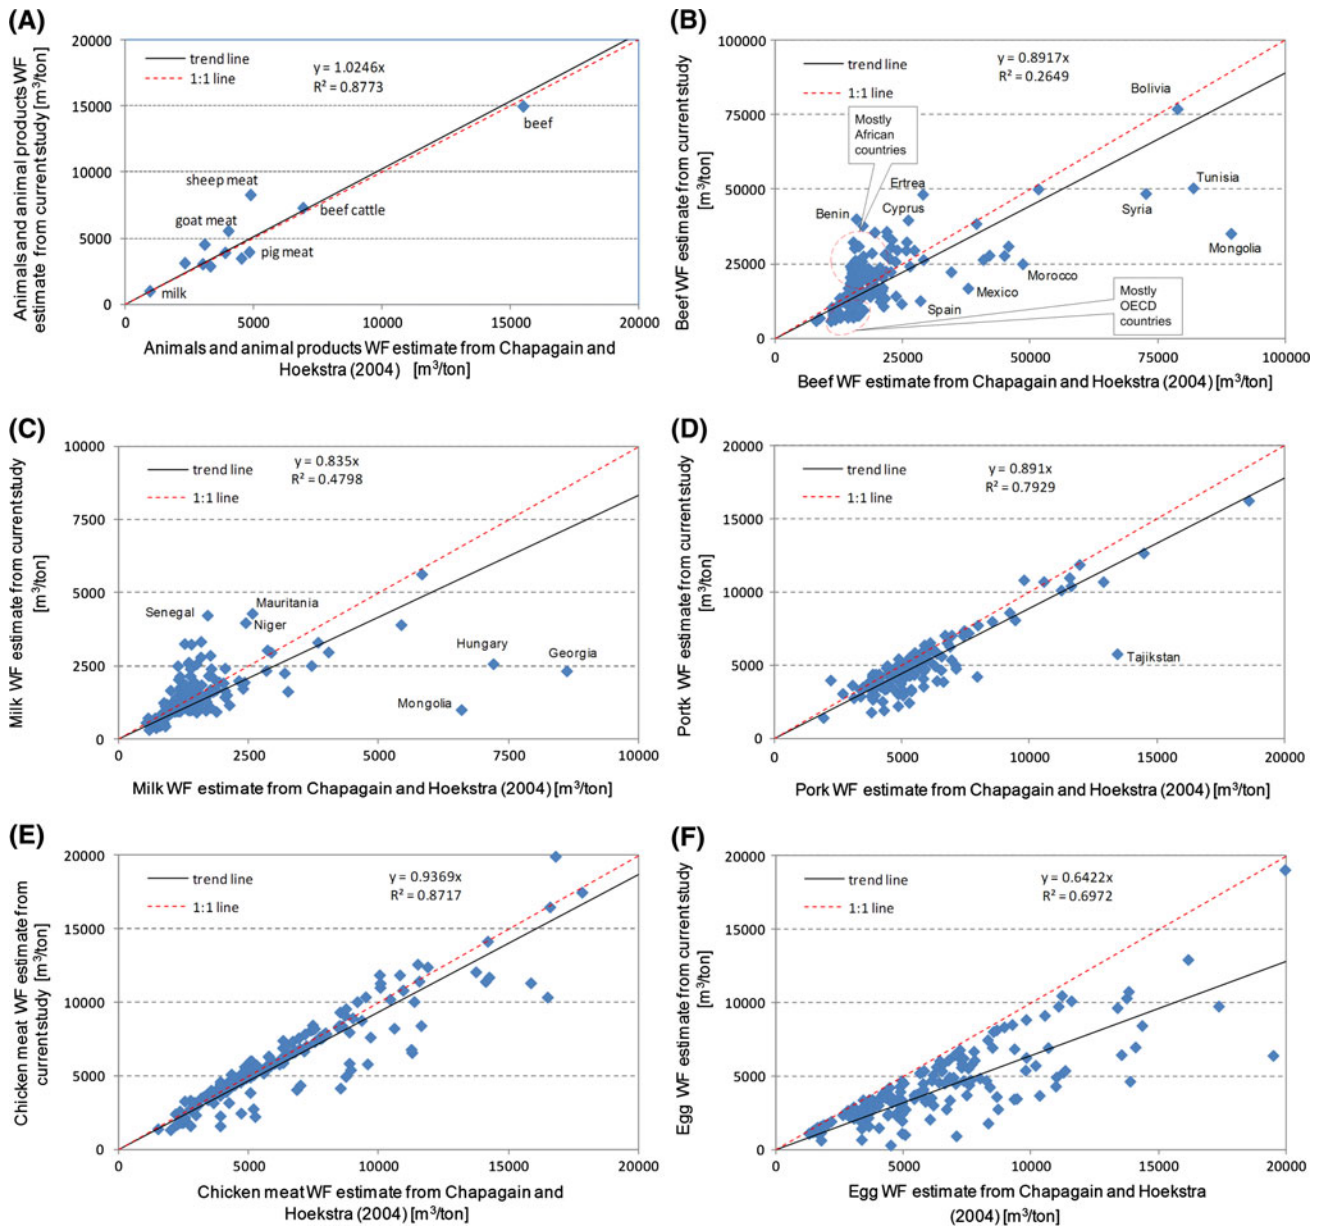 (A)
20000
15000
10000
5000
0
0
5000
10000
15000
20000
trend line
1:1 line
y = 1.0246x
R² = 0.8773
beef
sheep meat
beef cattle
goat meat
pig meat
milk
Animals and animal products WF
estimate from current study [m³/ton]
Animals and animal products WF estimate from Chapagain and
Hoekstra (2004) [m³/ton]
(B)
100000
75000
50000
25000
0
0
25000
50000
75000
100000
trend line
1:1 line
y = 0.8917x
R² = 0.2649
Mostly
African
countries
Bolivia
Ertrea
Tunisia
Benin
Cyprus
Syria
Mongolia
Morocco
Mexico
Spain
Mostly
OECD
countries
Beef WF estimate from current study
[m³/ton]
Beef WF estimate from Chapagain and Hoekstra (2004) [m³/ton]
(C)
10000
7500
5000
2500
0
0
2500
5000
7500
10000
trend line
1:1 line
y = 0.835x
R² = 0.4798
Senegal
Mauritania
Niger
Hungary
Georgia
Mongolia
Milk WF estimate from current study
[m³/ton]
Milk WF estimate from Chapagain and Hoekstra (2004) [m³/ton]
(D)
20000
15000
10000
5000
0
0
5000
10000
15000
20000
trend line
1:1 line
y = 0.891x
R² = 0.7929
Tajikstan
Portk WF estimate from current study
[m³/ton]
Pork WF estimate from Chapagain and Hoekstra (2004) [m³/ton]
(E)
20000
15000
10000
5000
0
0
5000
10000
15000
20000
trend line
1:1 line
y = 0.9369x
R² = 0.8717
Chicken meat WF estimate from
current study [m³/ton]
Chicken meat WF estimate from Chapagain and
Hoekstra (2004) [m³/ton]
(F)
20000
15000
10000
5000
0
0
5000
10000
15000
20000
trend line
1:1 line
y = 0.6422x
R² = 0.6972
Egg WF estimate from current study
[m³/ton]
Egg WF estimate from Chapagain and Hoekstra
(2004) [m³/ton]